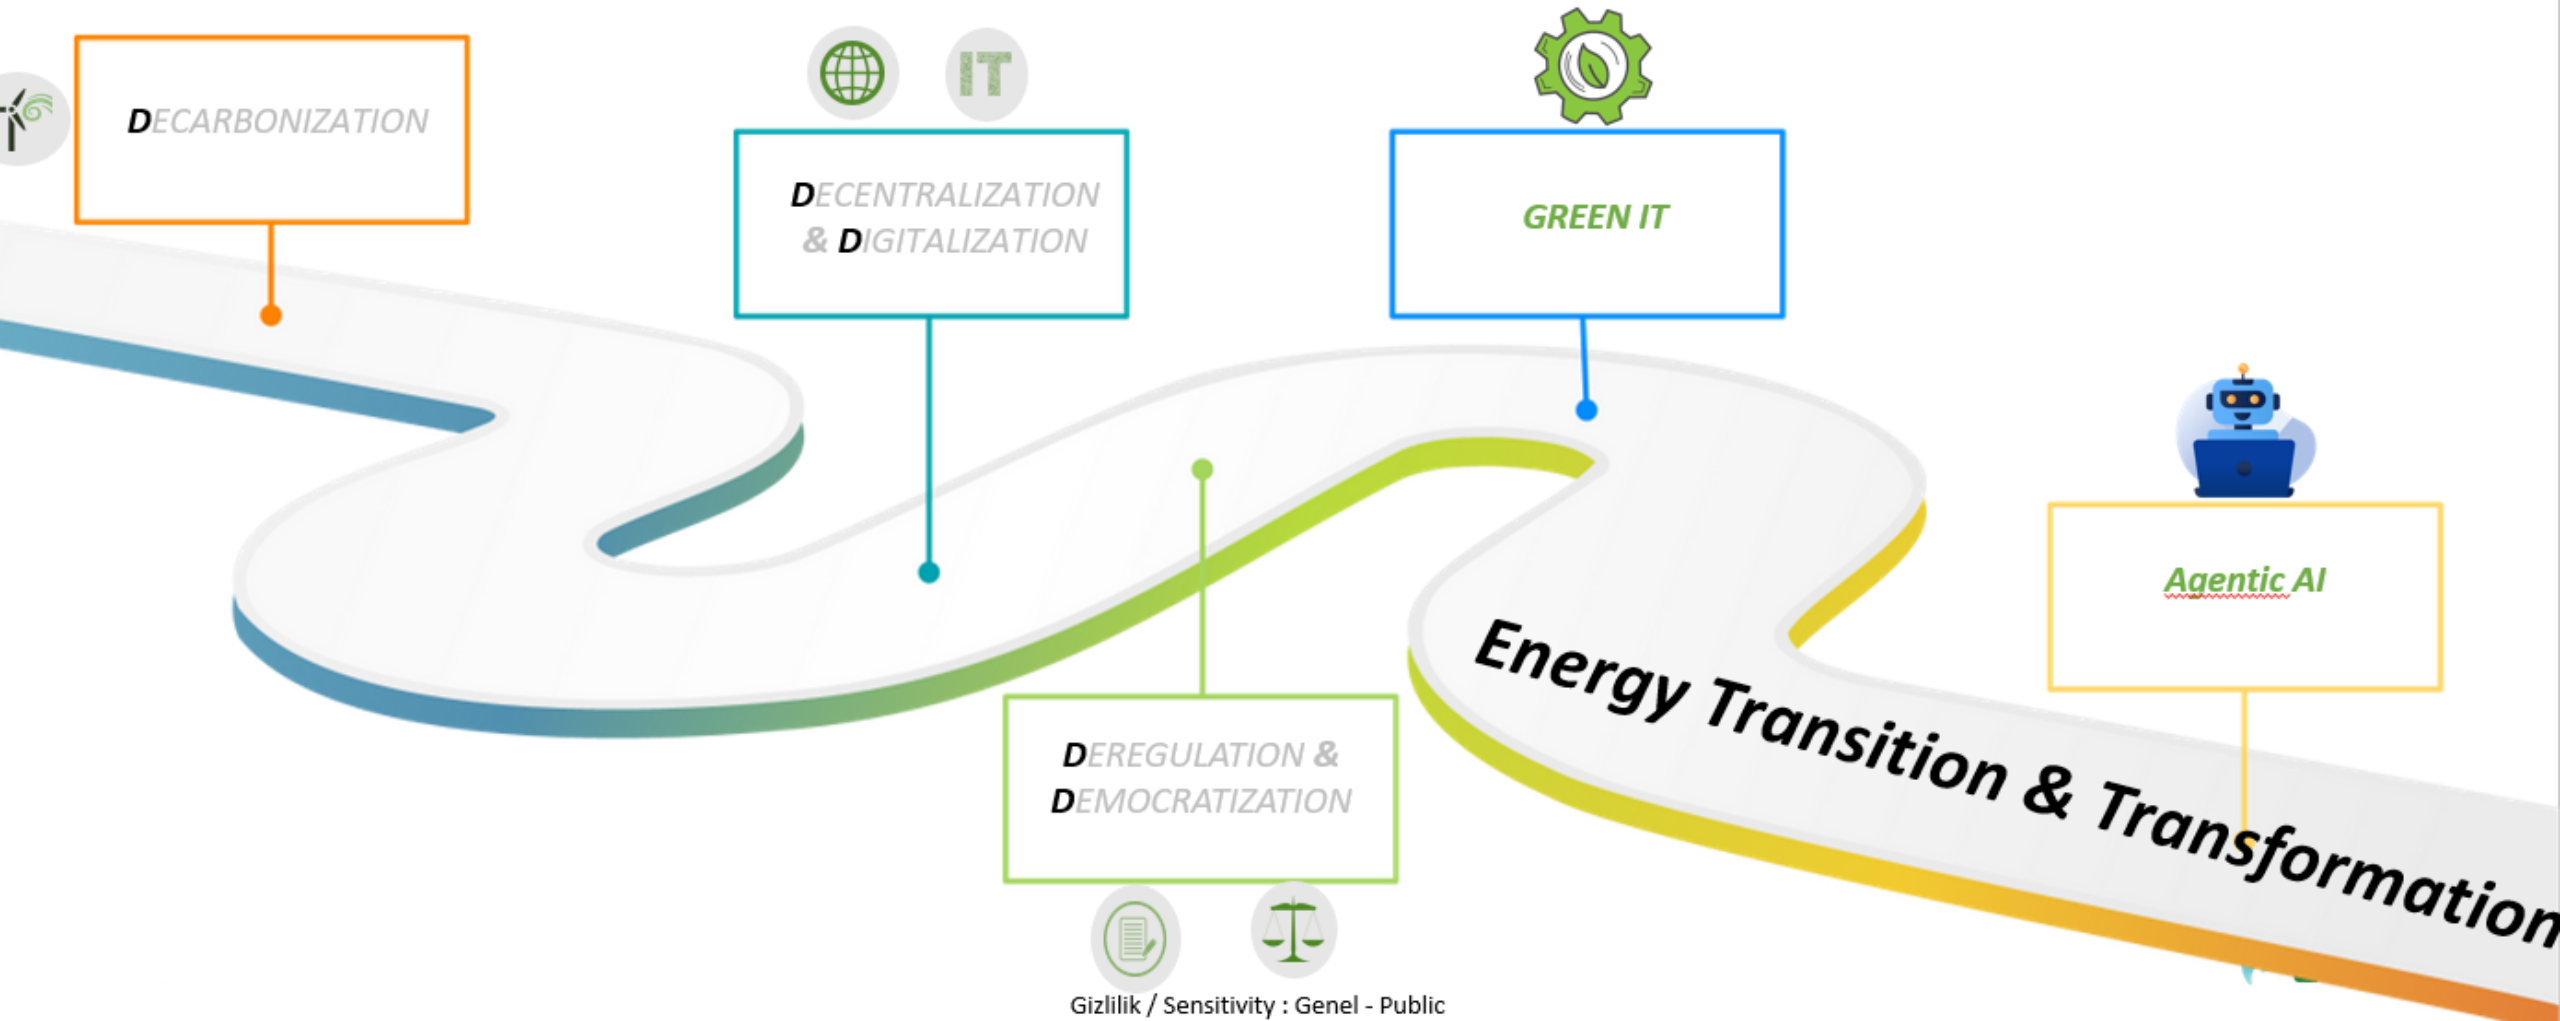 DECARBONIZATION
IT
DECENTRALIZATION
& DIGITALIZATION
GREEN IT
Agentic AI
DEREGULATION &
DEMOCRATIZATION
Energy Transition & Transformation
Gizlilik / Sensitivity : Genel - Public